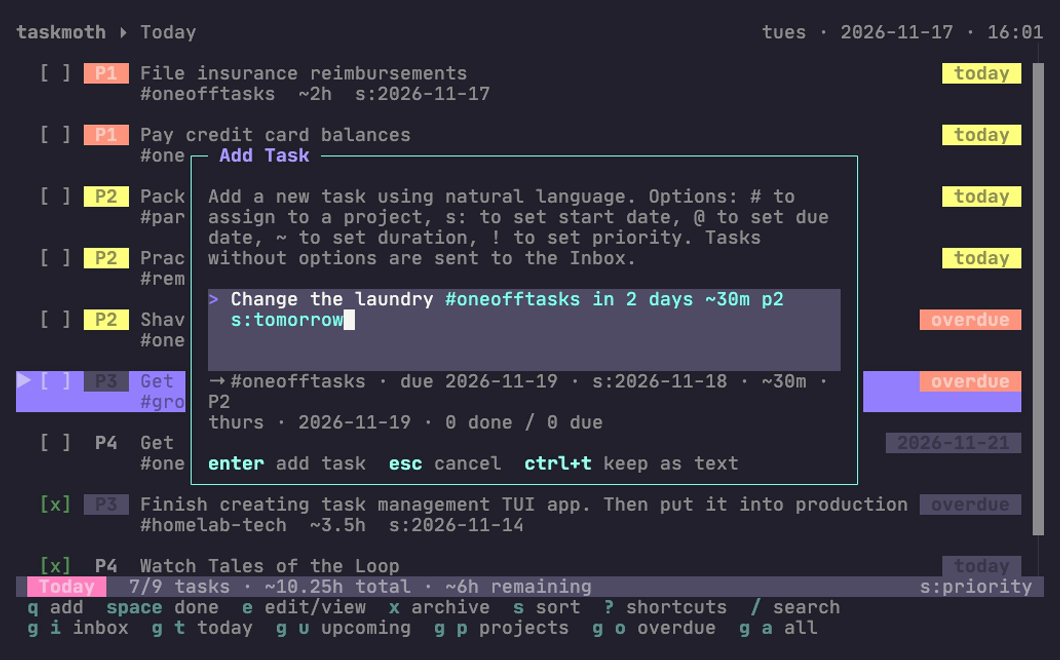 taskmoth ▸ Today tues · 2026-11-17 · 16:01
[ ] P1 File insurance reimbursements today
#oneofftasks ~2h s:2026-11-17
[ ] P1 Pay credit card balances today
#one
Add Task
[ ] P2 Pack today
#par
[ ] P2 Prac today
#rem
[ ] P2 Shav overdue
#one
▶ [ ] P3 Get overdue
#gro
[ ] P4 Get 2026-11-21
#one
Add a new task using natural language. Options: # to
assign to a project, s: to set start date, @ to set due
date, ~ to set duration, ! to set priority. Tasks
without options are sent to the Inbox.
> Change the laundry #oneofftasks in 2 days ~30m p2
s:tomorrow
→ #oneofftasks · due 2026-11-19 · s:2026-11-18 · ~30m ·
P2
thurs · 2026-11-19 · 0 done / 0 due
enter add task esc cancel ctrl+t keep as text
[x] P3 Finish creating task management TUI app. Then put it into production overdue
#homelab-tech ~3.5h s:2026-11-14
[x] P4 Watch Tales of the Loop today
Today 7/9 tasks · ~10.25h total · ~6h remaining s:priority
q add space done e edit/view x archive s sort ? shortcuts / search
g i inbox g t today g u upcoming g p projects g o overdue g a all